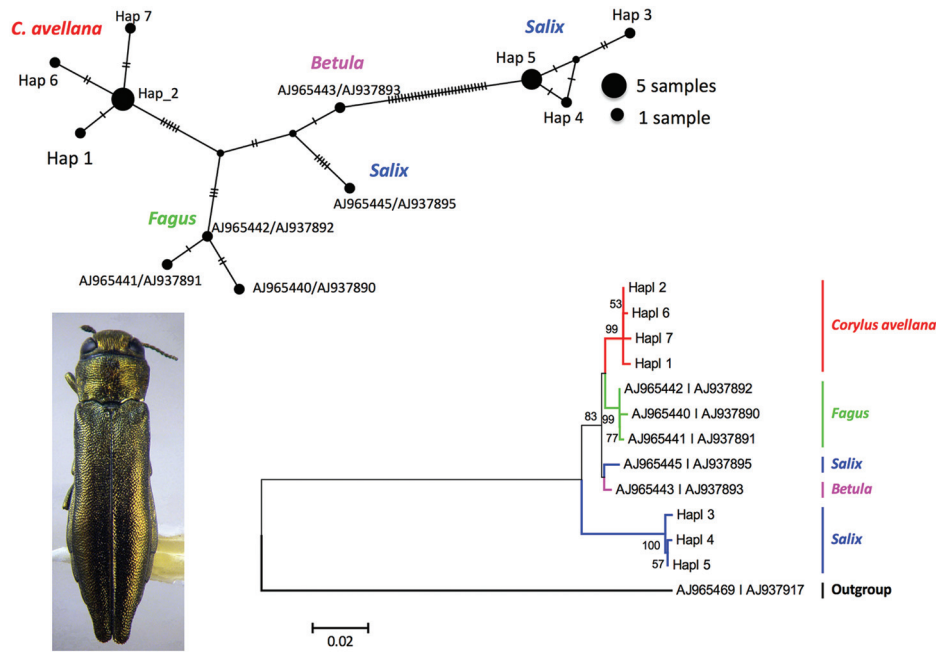 Hap 7
C. avellana
Hap 6
Hap_2
Hap 1
Betula
AJ965443/AJ937893
Salix
Hap 3
Hap 5
Hap 4
5 samples
1 sample
Salix
AJ965445/AJ937895
Fagus
AJ965442/AJ937892
AJ965441/AJ937891
AJ965440/AJ937890
Hapl 2
53
Hapl 6
99
Hapl 7
Hapl 1
Corylus avellana
AJ965442 I AJ937892
83
99
AJ965440 I AJ937890
77
AJ965441 I AJ937891
Fagus
AJ965445 I AJ937895
Salix
AJ965443 I AJ937893
Betula
Hapl 3
100
Hapl 4
57
Hapl 5
Salix
AJ965469 I AJ937917
Outgroup
0.02